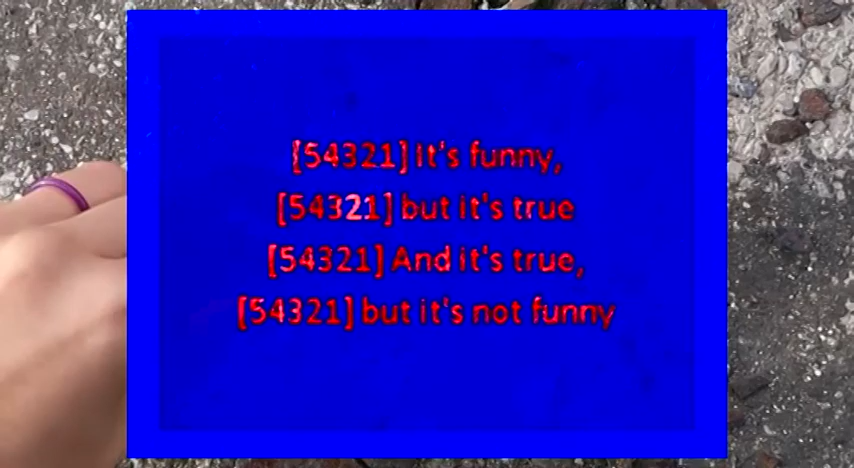 [54321] It's funny,
[54321] but it's true
[54321] And it's true,
[54321] but it's not funny